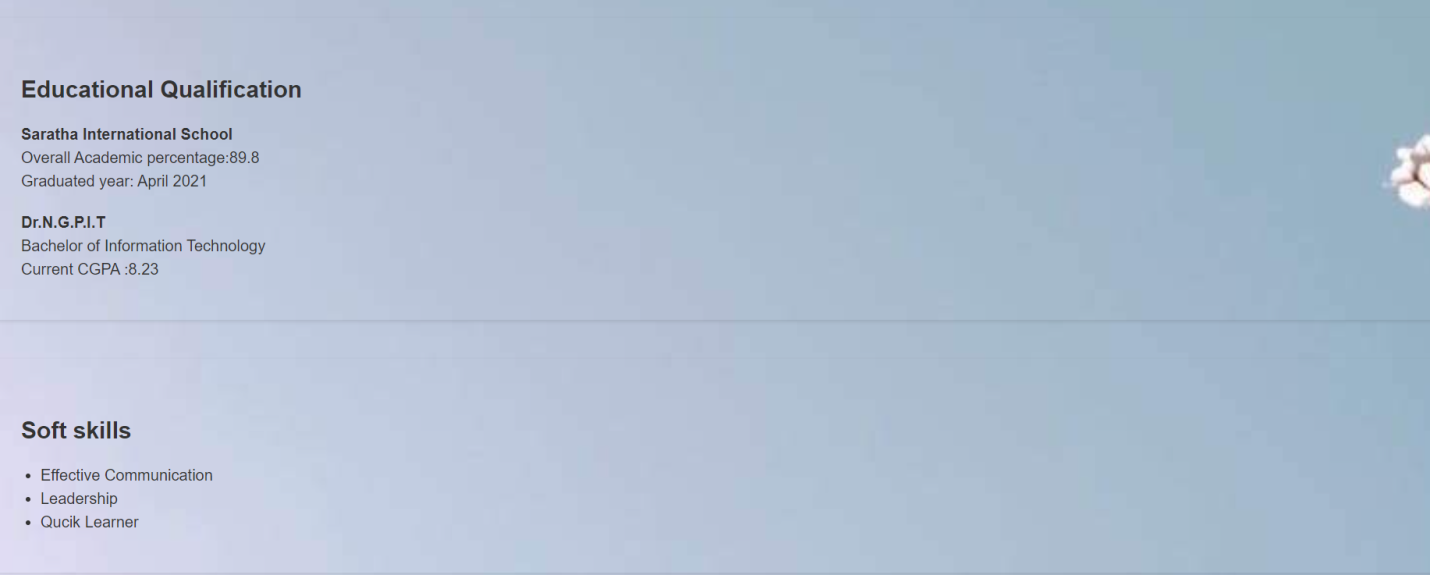 Educational Qualification
Saratha International School
Overall Academic percentage:89.8
Graduated year: April 2021
Dr.N.G.P.I.T
Bachelor of Information Technology
Current CGPA :8.23
Soft skills
• Effective Communication
• Leadership
• Qucik Learner